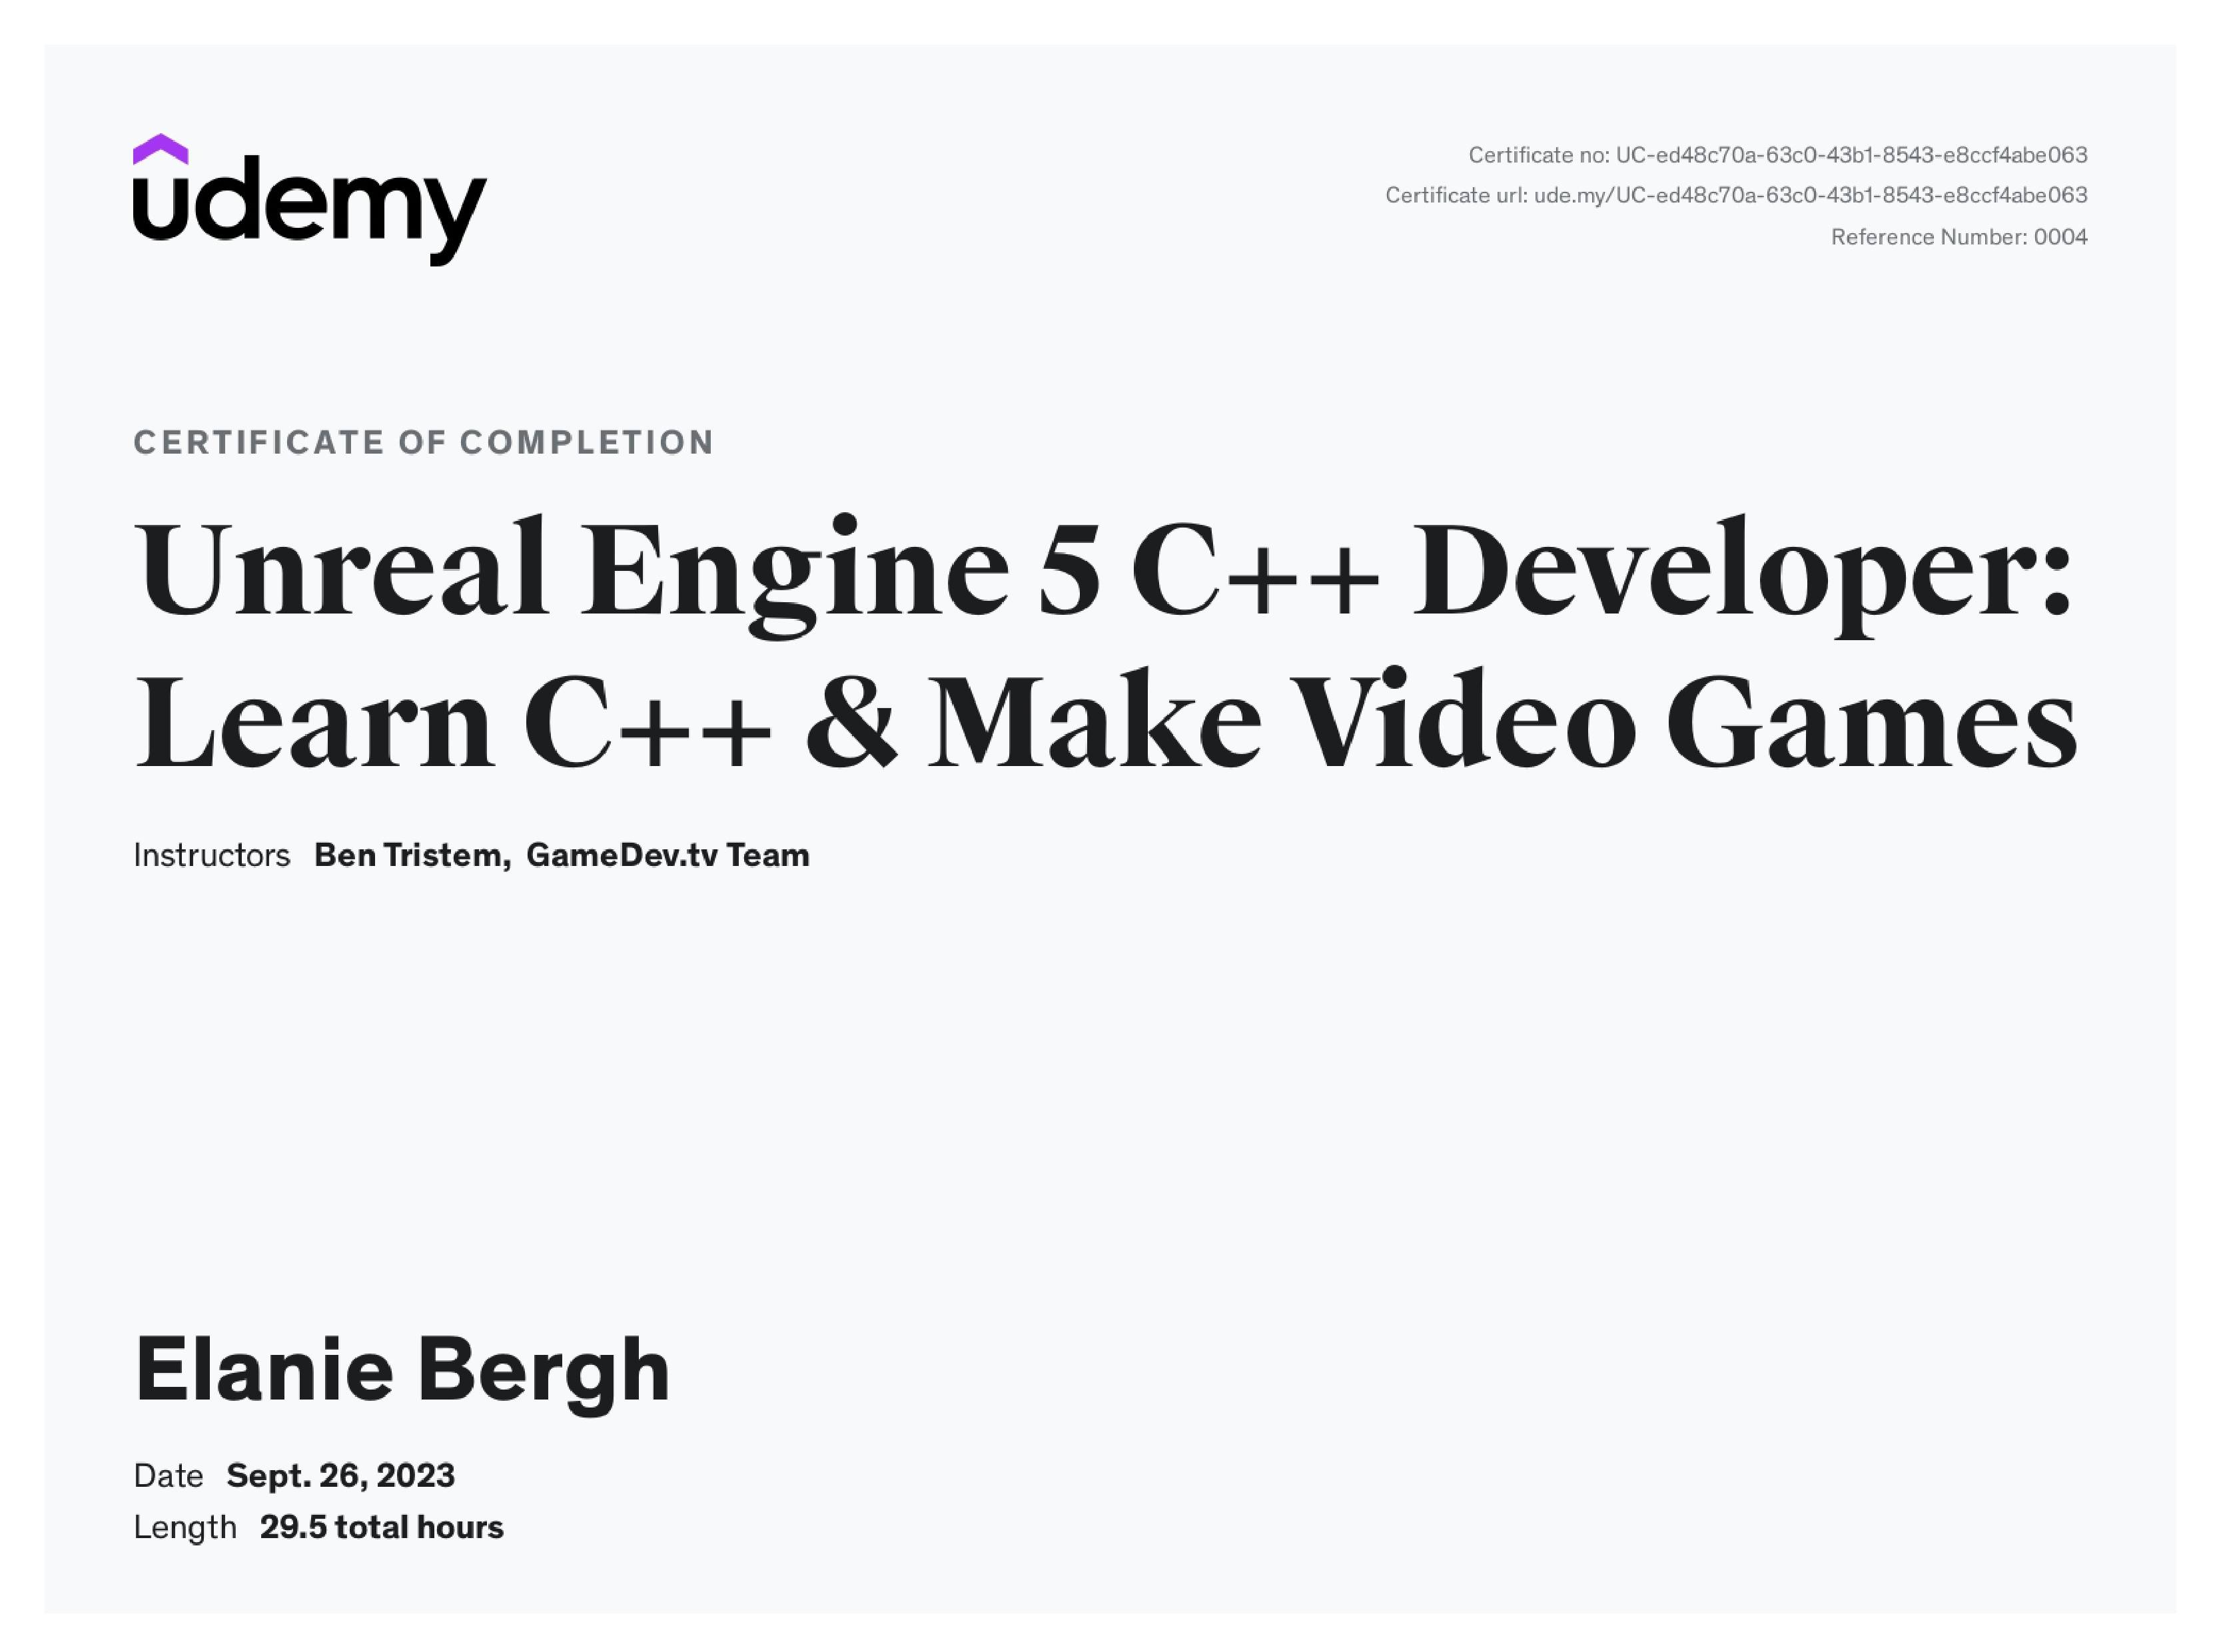 udemy
Certificate no: UC-ed48c70a-63c0-43b1-8543-e8ccf4abe063
Certificate url: ude.my/UC-ed48c70a-63c0-43b1-8543-e8ccf4abe063
Reference Number: 0004
CERTIFICATE OF COMPLETION
Unreal Engine 5 C++ Developer:
Learn C++ & Make Video Games
Instructors Ben Tristem, GameDev.tv Team
Elanie Bergh
Date Sept. 26, 2023
Length 29.5 total hours